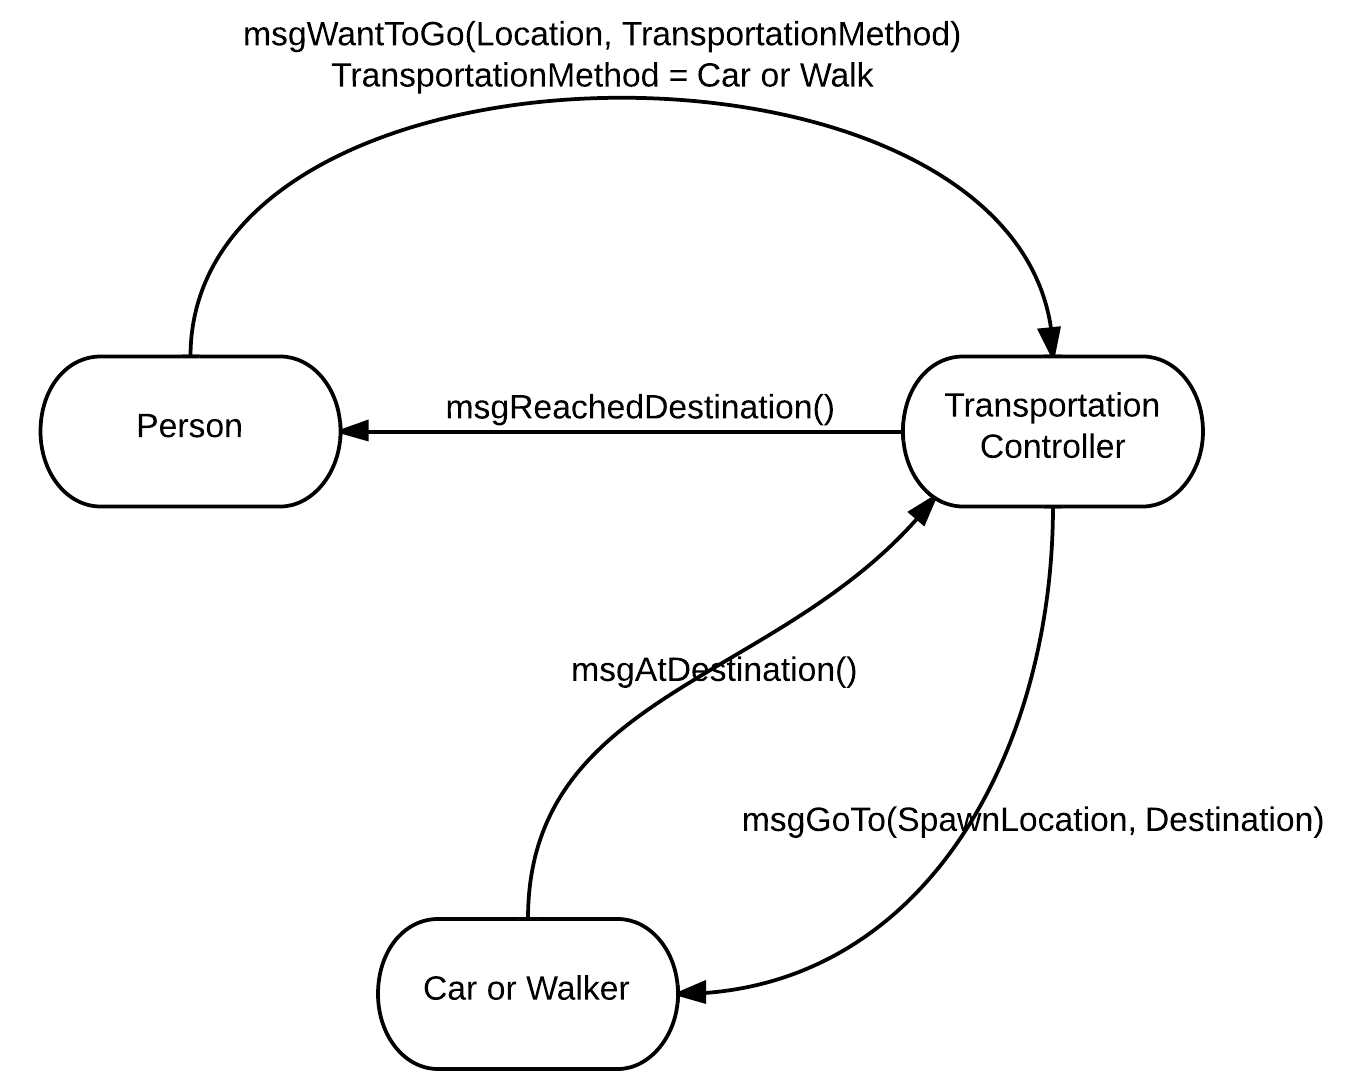 msgWantToGo(Location, TransportationMethod)
TransportationMethod = Car or Walk
msgReachedDestination()
Person
Transportation
Controller
msgAtDestination()
msgGoTo(SpawnLocation, Destination)
Car or Walker